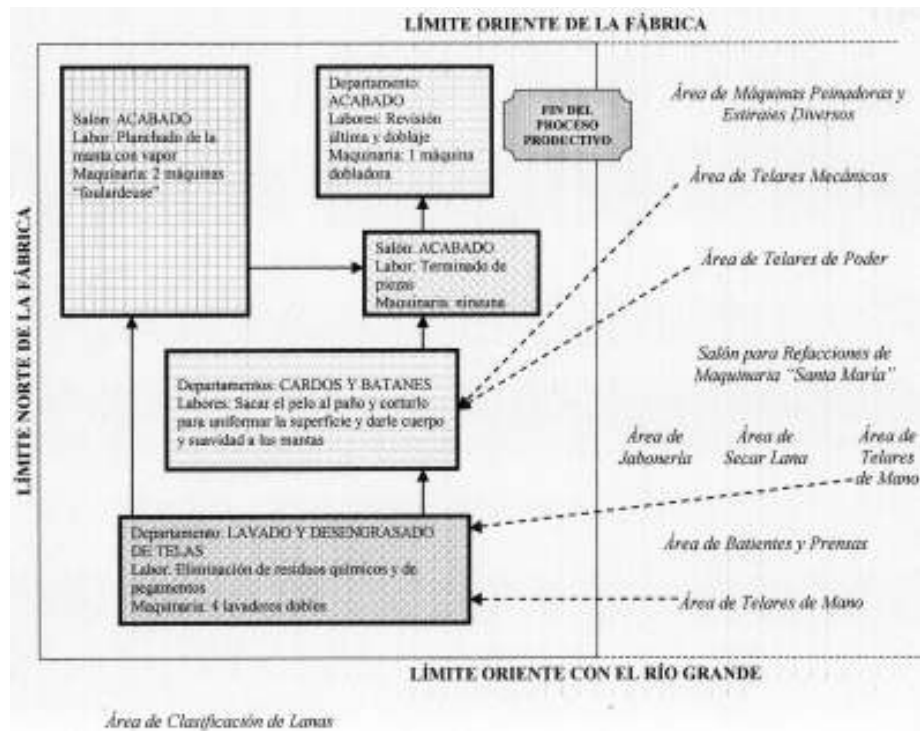 LÍMITE ORIENTE DE LA FÁBRICA
LÍMITE NORTE DE LA FÁBRICA
Salón: ACABADO
Labor: Planchado de la
manta con vapor
Maquinaria: 2 máquinas
"foulardeuse"
Departamento:
ACABADO
Labores: Revisión
última y doblaje
Maquinaria: 1 máquina
dobladora
FIN DEL
PROCESO
PRODUCTIVO
Área de Máquinas Peinadoras y
Estirajes Diversos
Área de Telares Mecánicos
Salón: ACABADO
Labor: Terminado de
piezas
Maquinaria: ninguna
Área de Telares de Poder
Departamentos: CARDOS Y BATANES
Labores: Sacar el pelo al paño y cortarlo
para uniformar la superficie y darle cuerpo
y suavidad a las mantas
Salón para Refacciones de
Maquinaria "Santa María"
Área de
Jabonería
Área de
Secar Lana
Área de
Telares
de Mano
Departamento: LAVADO Y DESENGRASADO
DE TELAS
Labor: Eliminación de residuos químicos y de
pegamentos
Maquinaria: 4 lavaderos dobles
Área de Batientes y Prensas
Área de Telares de Mano
LÍMITE ORIENTE CON EL RÍO GRANDE
Área de Clasificación de Lanas